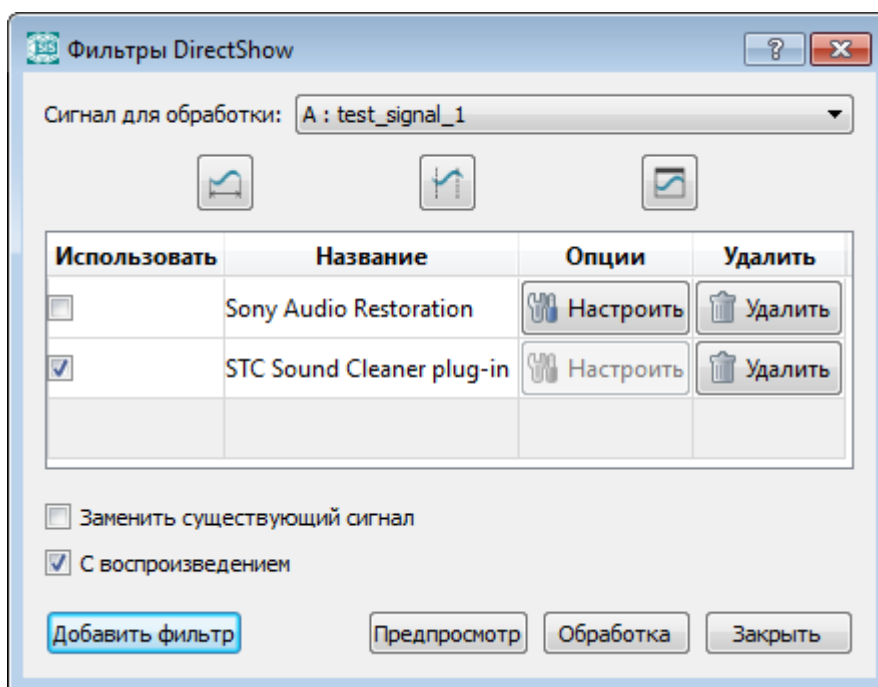 Фильтры DirectShow
Сигнал для обработки: A : test_signal_1
Использовать Название Опции Удалить
Sony Audio Restoration Настроить Удалить
STC Sound Cleaner plug-in Настроить Удалить
Заменить существующий сигнал
С воспроизведением
Добавить фильтр Предпросмотр Обработка Закрыть